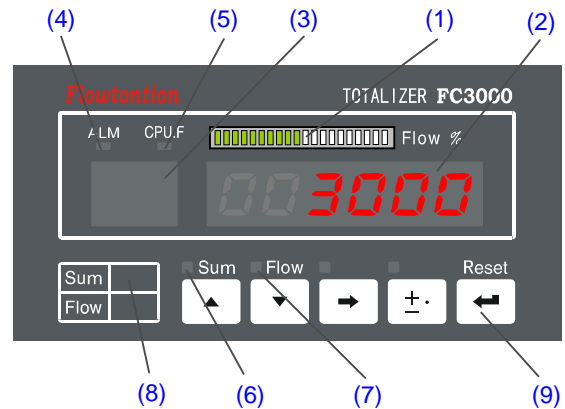 (4) (5) (3) (1) (2)
Flowtontion TOTALIZER FC3000
ALM CPU.F Flow %
003000
Sum Flow Reset
Sum
Flow
(8) (6) (7) (9)